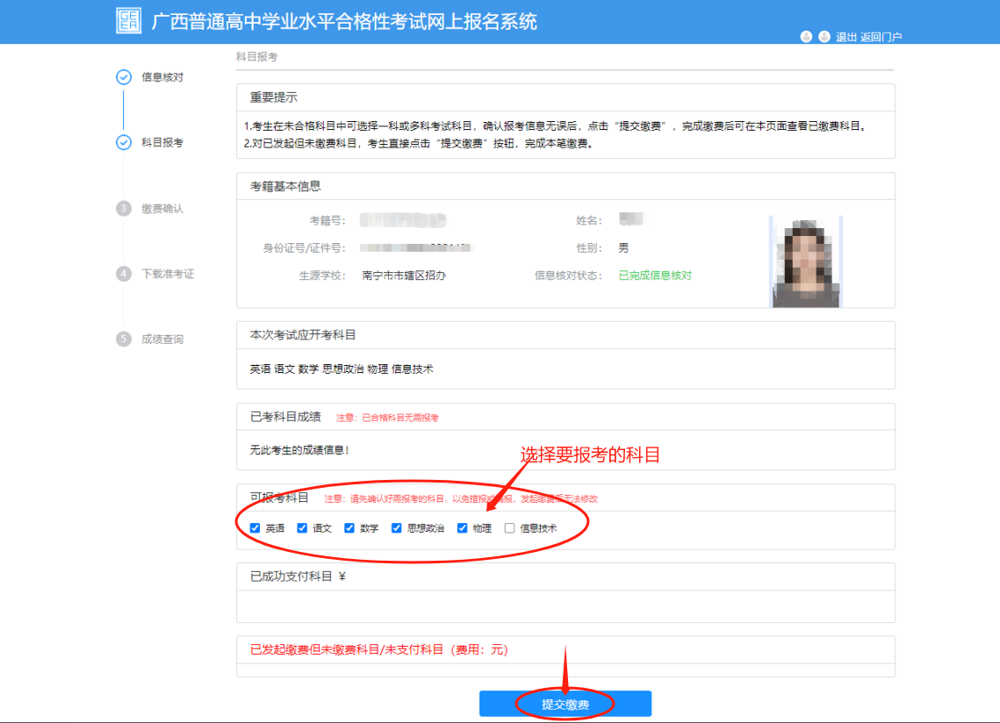 广西普通高中学业水平合格性考试网上报名系统
退出 返回门户
科目报考
信息核对
科目报考
3 缴费确认
4 下载准考证
5 成绩查询
重要提示
1.考生在未合格科目中可选择一科或多科考试科目，确认报考信息无误后，点击“提交缴费”，完成缴费后可在本页面查看已缴费科目。
2.对已发起但未缴费科目，考生直接点击“提交缴费”按钮，完成本笔缴费。
考籍基本信息
考籍号： 姓名：
身份证号/证件号： 性别： 男
生源学校： 南宁市市辖区招办 信息核对状态： 已完成信息核对
本次考试应开考科目
英语 语文 数学 思想政治 物理 信息技术
已考科目成绩 注意：已合格科目无需报考
无此考生的成绩信息！
选择要报考的科目
可报考科目 注意：请先确认好需报考的科目，以免错报或漏报，发起缴费后无法修改
英语 语文 数学 思想政治 物理 信息技术
已成功支付科目 ¥
已发起缴费但未缴费科目/未支付科目（费用：元）
提交缴费